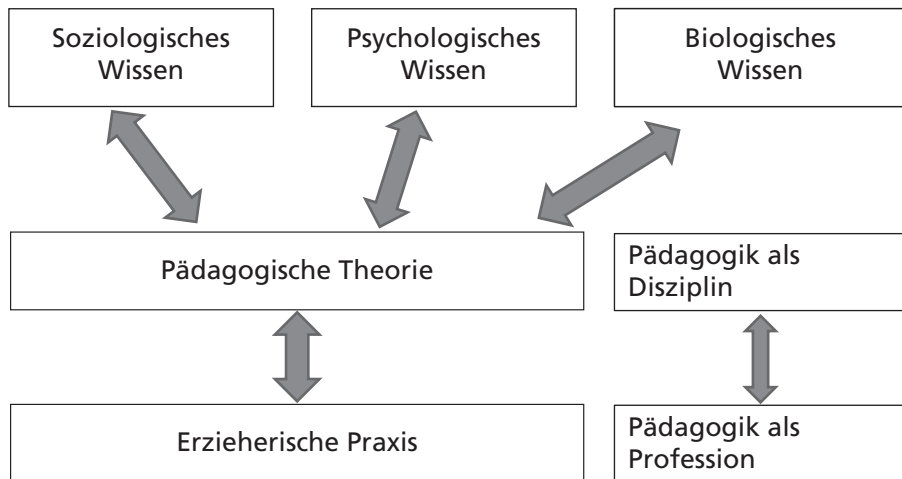 Soziologisches
Wissen
Psychologisches
Wissen
Biologisches
Wissen
Pädagogische Theorie
Pädagogik als
Disziplin
Erzieherische Praxis
Pädagogik als
Profession